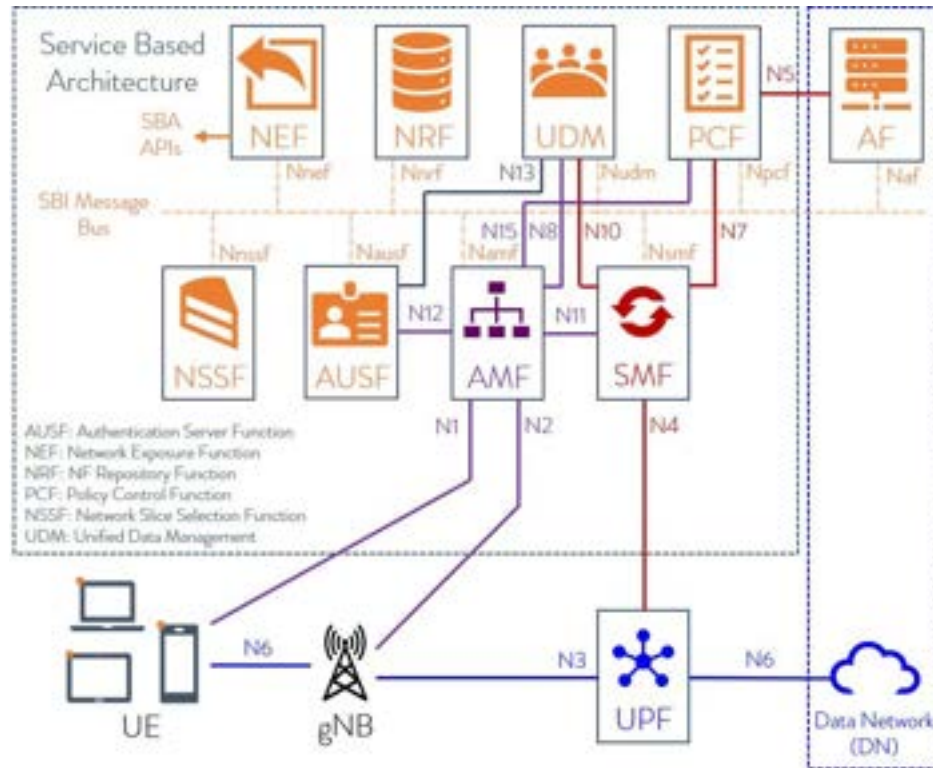 Service Based
Architecture
SBA
APIs
NEF
NRF
UDM
PCF
N5
AF
Nnef
Nnrf
N13
Nudm
Npcf
Naf
SBI Message
Bus
Nnssf
Nausf
N15
N8
Namf
N10
Nsmf
N7
NSSF
AUSF
N12
AMF
N11
SMF
N1
N2
N4
AUSF: Authentication Server Function
NEF: Network Exposure Function
NRF: NF Repository Function
PCF: Policy Control Function
NSSF: Network Slice Selection Function
UDM: Unified Data Management
N6
N3
N6
UE
gNB
UPF
Data Network
(DN)